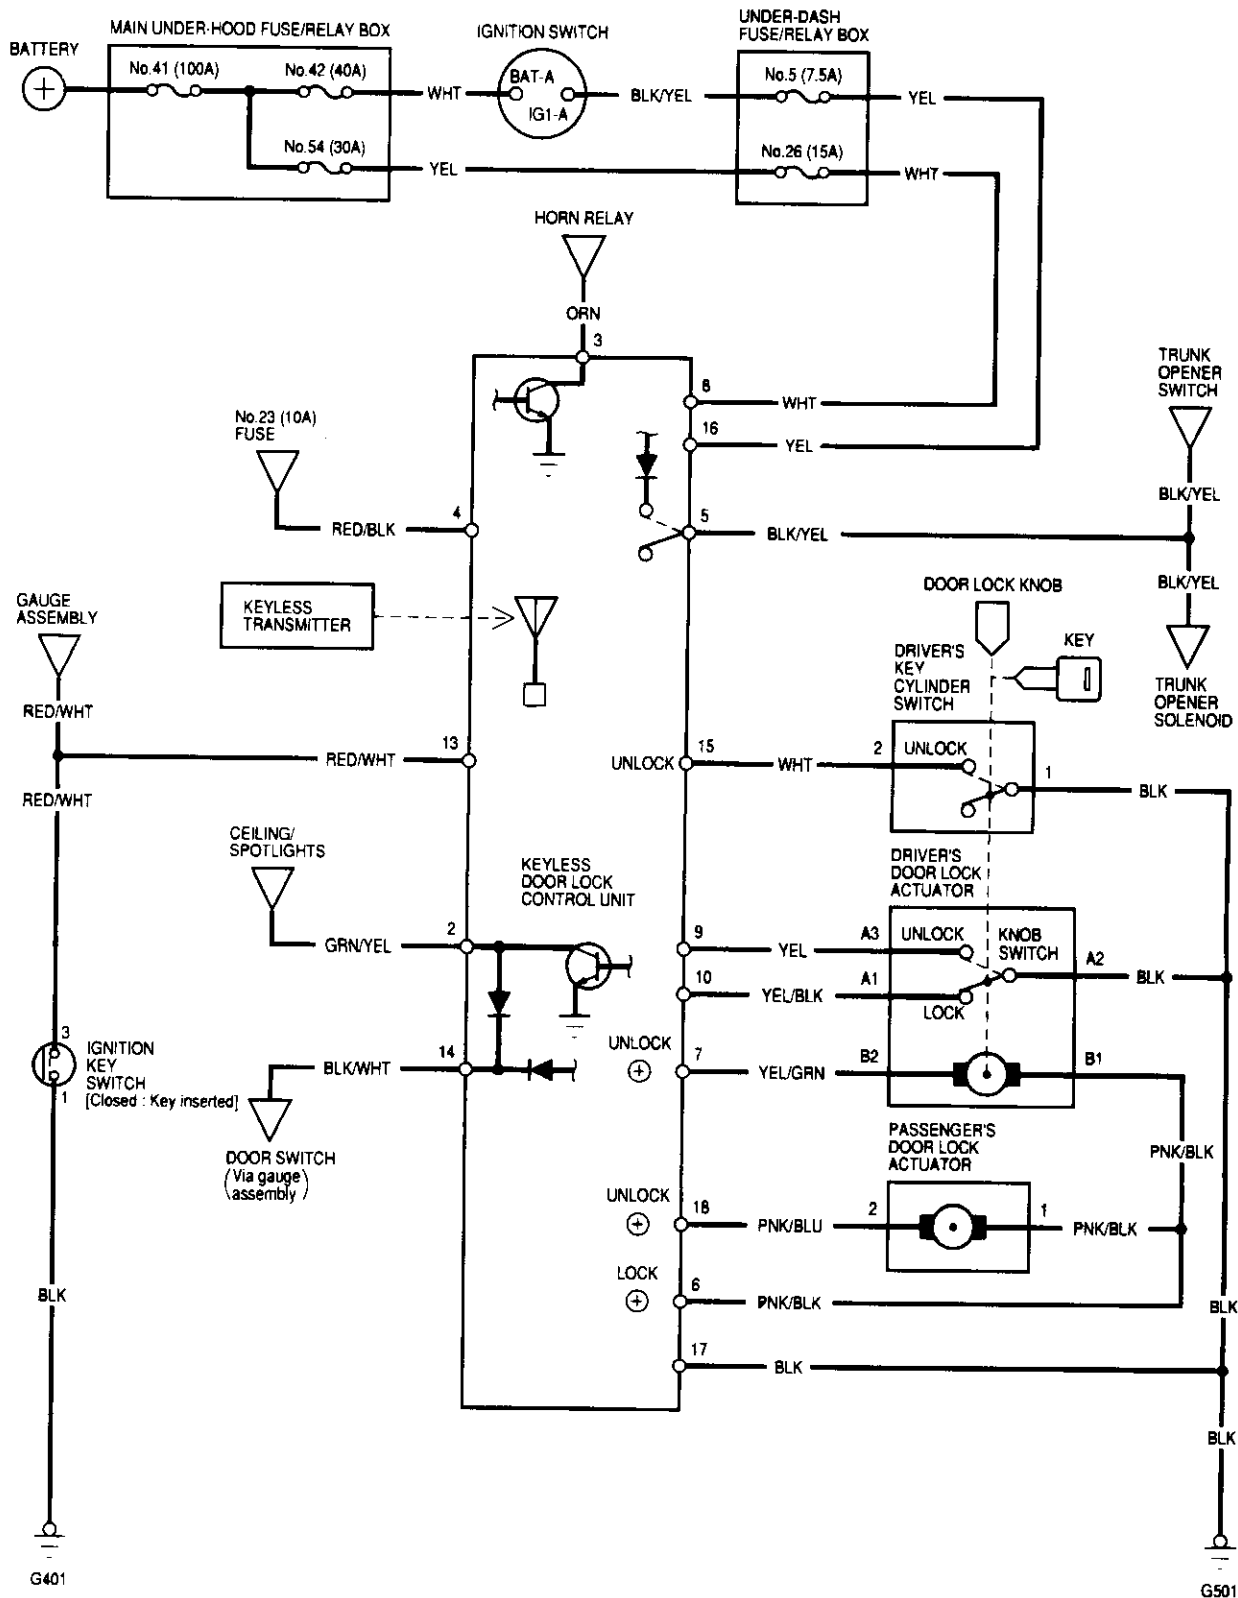 MAIN UNDER-HOOD FUSE/RELAY BOX
IGNITION SWITCH
UNDER-DASH
FUSE/RELAY BOX
BATTERY
No.41 (100A)
No.42 (40A)
WHT
BAT-A
IG1-A
BLK/YEL
No.5 (7.5A)
YEL
No.54 (30A)
YEL
No.26 (15A)
WHT
HORN RELAY
ORN
3
8
WHT
16
YEL
TRUNK
OPENER
SWITCH
No.23 (10A)
FUSE
4
RED/BLK
5
BLK/YEL
BLK/YEL
BLK/YEL
TRUNK
OPENER
SOLENOID
GAUGE
ASSEMBLY
KEYLESS
TRANSMITTER
DOOR LOCK KNOB
KEY
DRIVER'S
KEY
CYLINDER
SWITCH
RED/WHT
13
RED/WHT
RED/WHT
UNLOCK
15
WHT
2
UNLOCK
1
BLK
CEILING/
SPOTLIGHTS
KEYLESS
DOOR LOCK
CONTROL UNIT
DRIVER'S
DOOR LOCK
ACTUATOR
2
GRN/YEL
9
YEL
A3
UNLOCK
KNOB
SWITCH
A2
BLK
10
YEL/BLK
A1
LOCK
3
IGNITION
KEY
SWITCH
[Closed : Key inserted]
1
14
BLK/WHT
UNLOCK
7
YEL/GRN
B2
B1
DOOR SWITCH
(Via gauge
assembly)
PASSENGER'S
DOOR LOCK
ACTUATOR
PNK/BLK
UNLOCK
18
PNK/BLU
2
1
PNK/BLK
LOCK
6
PNK/BLK
BLK
BLK
17
BLK
BLK
G401
G501